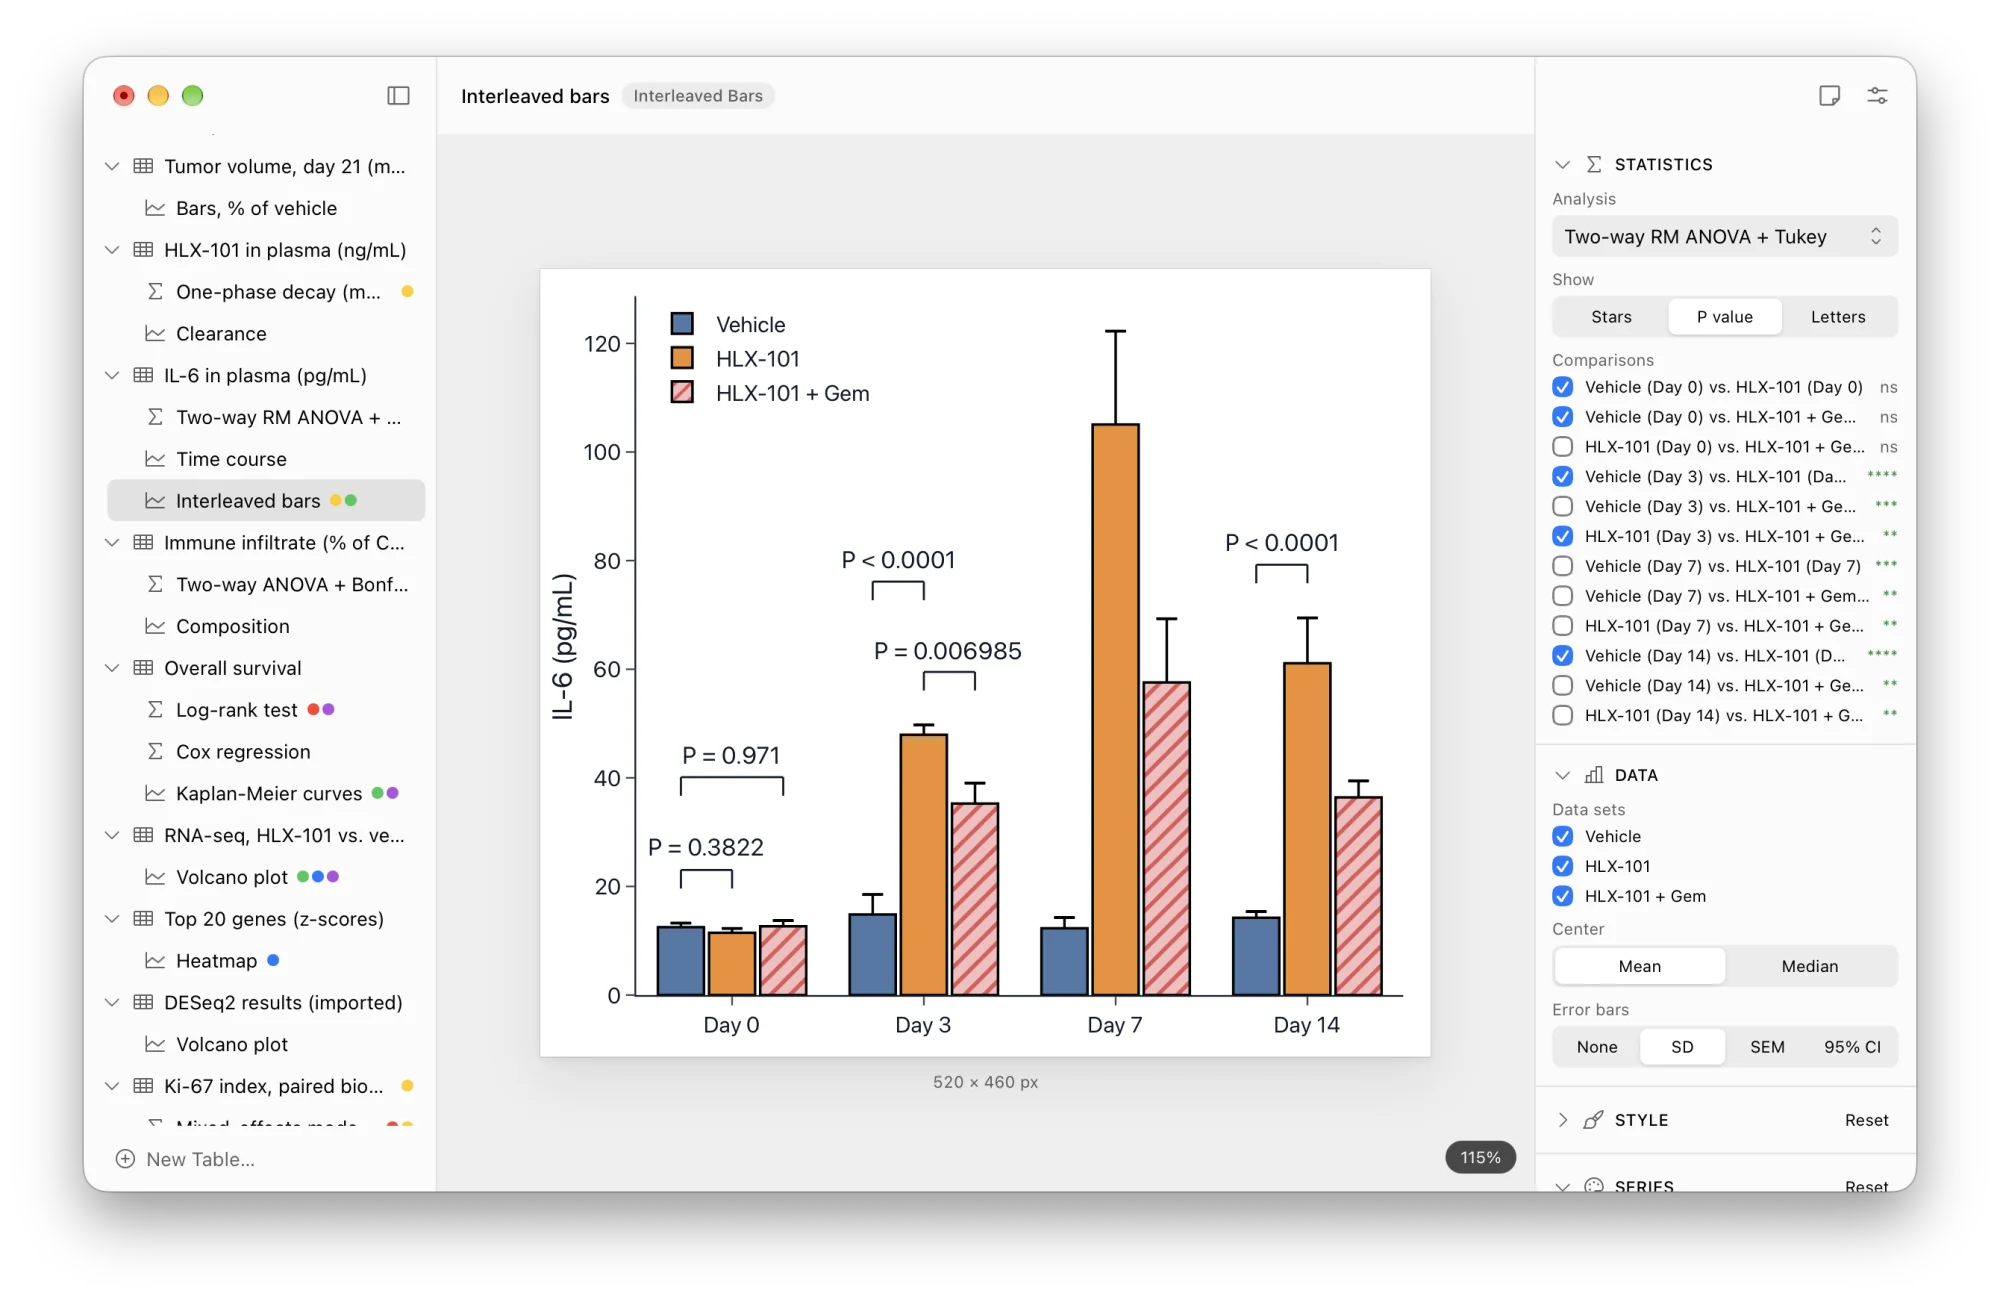 Interleaved bars Interleaved Bars
Tumor volume, day 21 (m...
Bars, % of vehicle
HLX-101 in plasma (ng/mL)
One-phase decay (m...
Clearance
IL-6 in plasma (pg/mL)
Two-way RM ANOVA + ...
Time course
Interleaved bars
Immune infiltrate (% of C...
Two-way ANOVA + Bonf...
Composition
Overall survival
Log-rank test
Cox regression
Kaplan-Meier curves
RNA-seq, HLX-101 vs. ve...
Volcano plot
Top 20 genes (z-scores)
Heatmap
DESeq2 results (imported)
Volcano plot
Ki-67 index, paired bio...
New Table...
Vehicle
HLX-101
HLX-101 + Gem
IL-6 (pg/mL)
120
100
80
60
40
20
0
P = 0.3822
P = 0.971
P < 0.0001
P = 0.006985
P < 0.0001
Day 0
Day 3
Day 7
Day 14
520 × 460 px
115%
STATISTICS
Analysis
Two-way RM ANOVA + Tukey
Show
Stars P value Letters
Comparisons
Vehicle (Day 0) vs. HLX-101 (Day 0) ns
Vehicle (Day 0) vs. HLX-101 + Ge... ns
HLX-101 (Day 0) vs. HLX-101 + Ge... ns
Vehicle (Day 3) vs. HLX-101 (Da... ****
Vehicle (Day 3) vs. HLX-101 + Ge... ***
HLX-101 (Day 3) vs. HLX-101 + Ge... **
Vehicle (Day 7) vs. HLX-101 (Day 7) ***
Vehicle (Day 7) vs. HLX-101 + Gem... **
HLX-101 (Day 7) vs. HLX-101 + Ge... **
Vehicle (Day 14) vs. HLX-101 (D... ****
Vehicle (Day 14) vs. HLX-101 + Ge... **
HLX-101 (Day 14) vs. HLX-101 + G... **
DATA
Data sets
Vehicle
HLX-101
HLX-101 + Gem
Center
Mean Median
Error bars
None SD SEM 95% CI
STYLE Reset
SERIES Reset